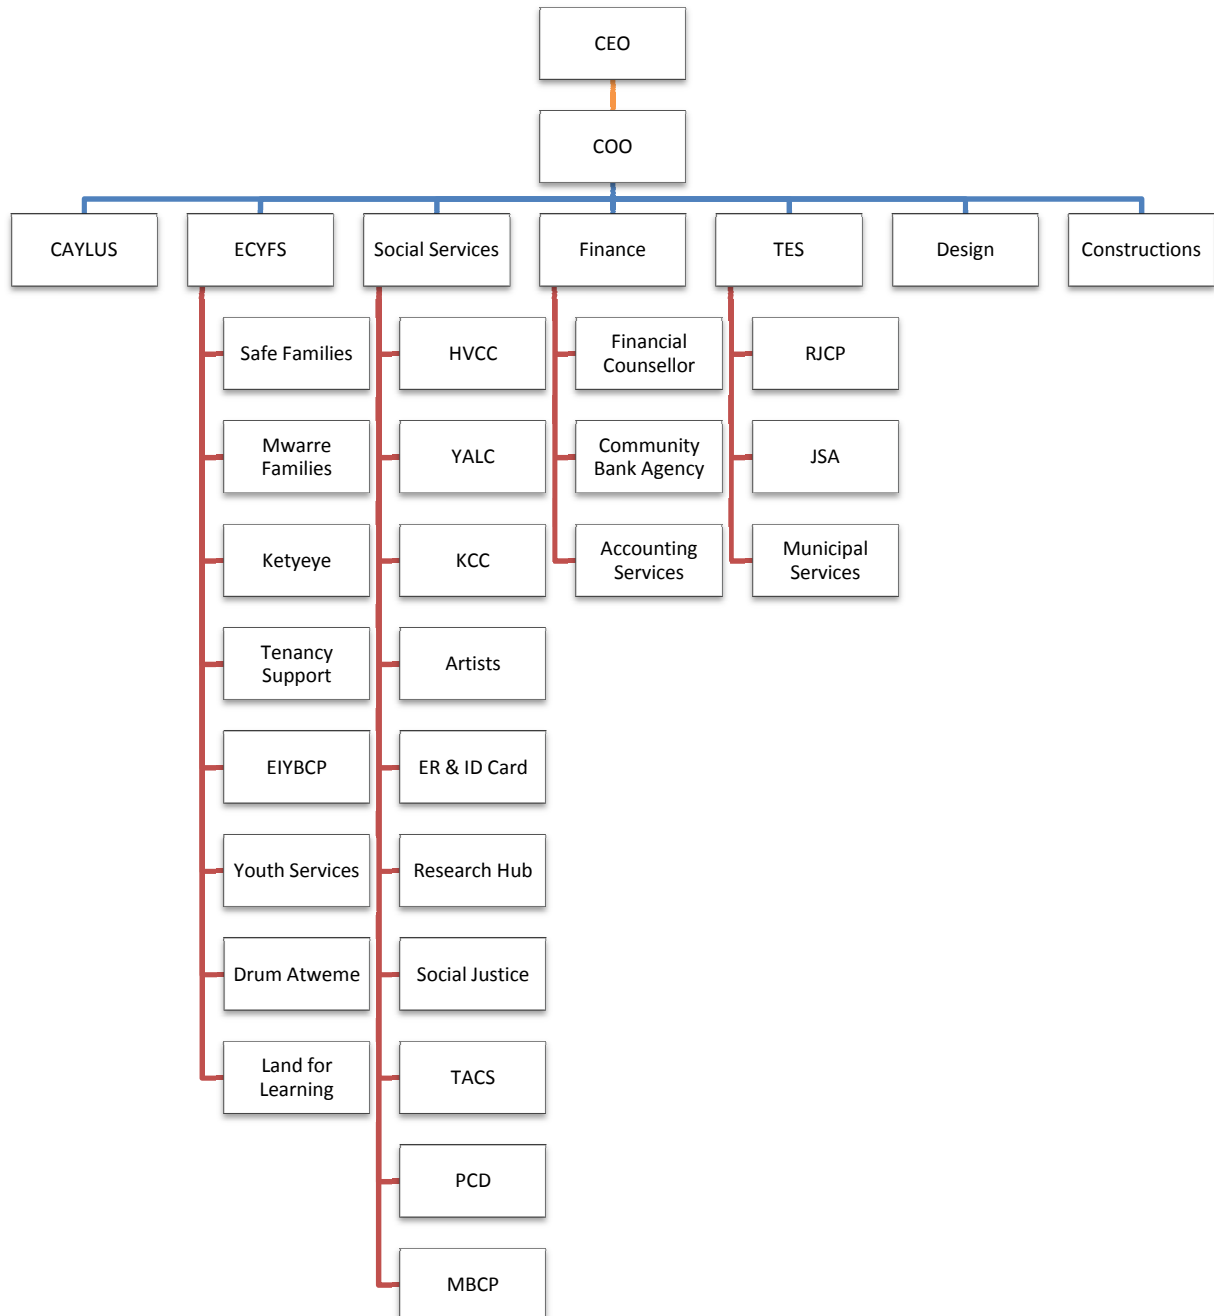 CEO
COO
CAYLUS
ECYFS
Social Services
Finance
TES
Design
Constructions
Safe Families
Mwarre
Families
Ketyeye
Tenancy
Support
EIYBCP
Youth Services
Drum Atweme
Land for
Learning
HVCC
YALC
KCC
Artists
ER & ID Card
Research Hub
Social Justice
TACS
PCD
MBCP
Financial
Counsellor
Community
Bank Agency
Accounting
Services
RJCP
JSA
Municipal
Services